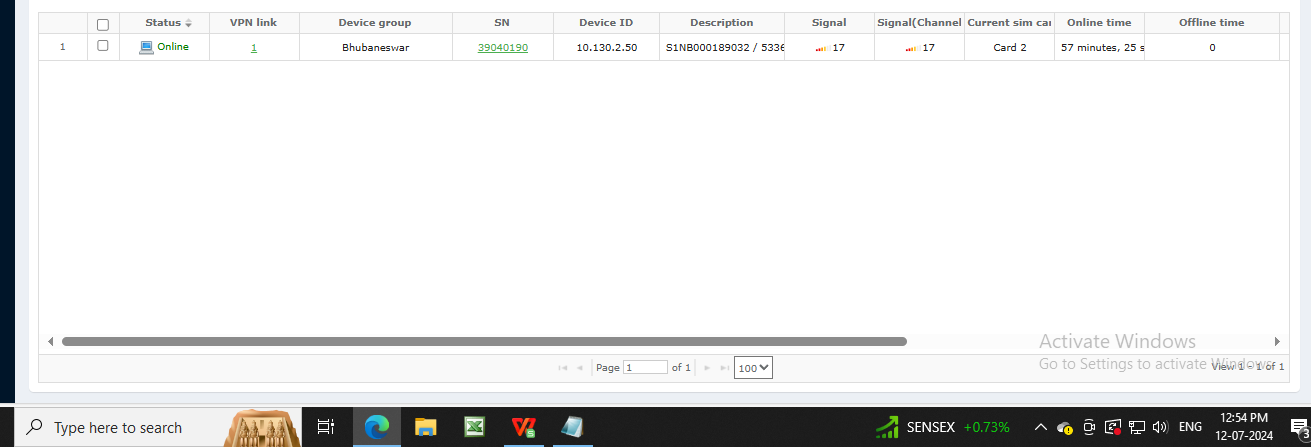 Status VPN link Device group SN Device ID Description Signal Signal(Channel Current sim car Online time Offline time
1 Online 1 Bhubaneswar 39040190 10.130.2.50 S1NB000189032 / 5336 17 17 Card 2 57 minutes, 25 s 0
Activate Windows
Go to Settings to activate Windows.
Page 1 of 1 100 View 1 - 1 of 1
Type here to search SENSEX +0.73% ENG 12:54 PM
12-07-2024 3